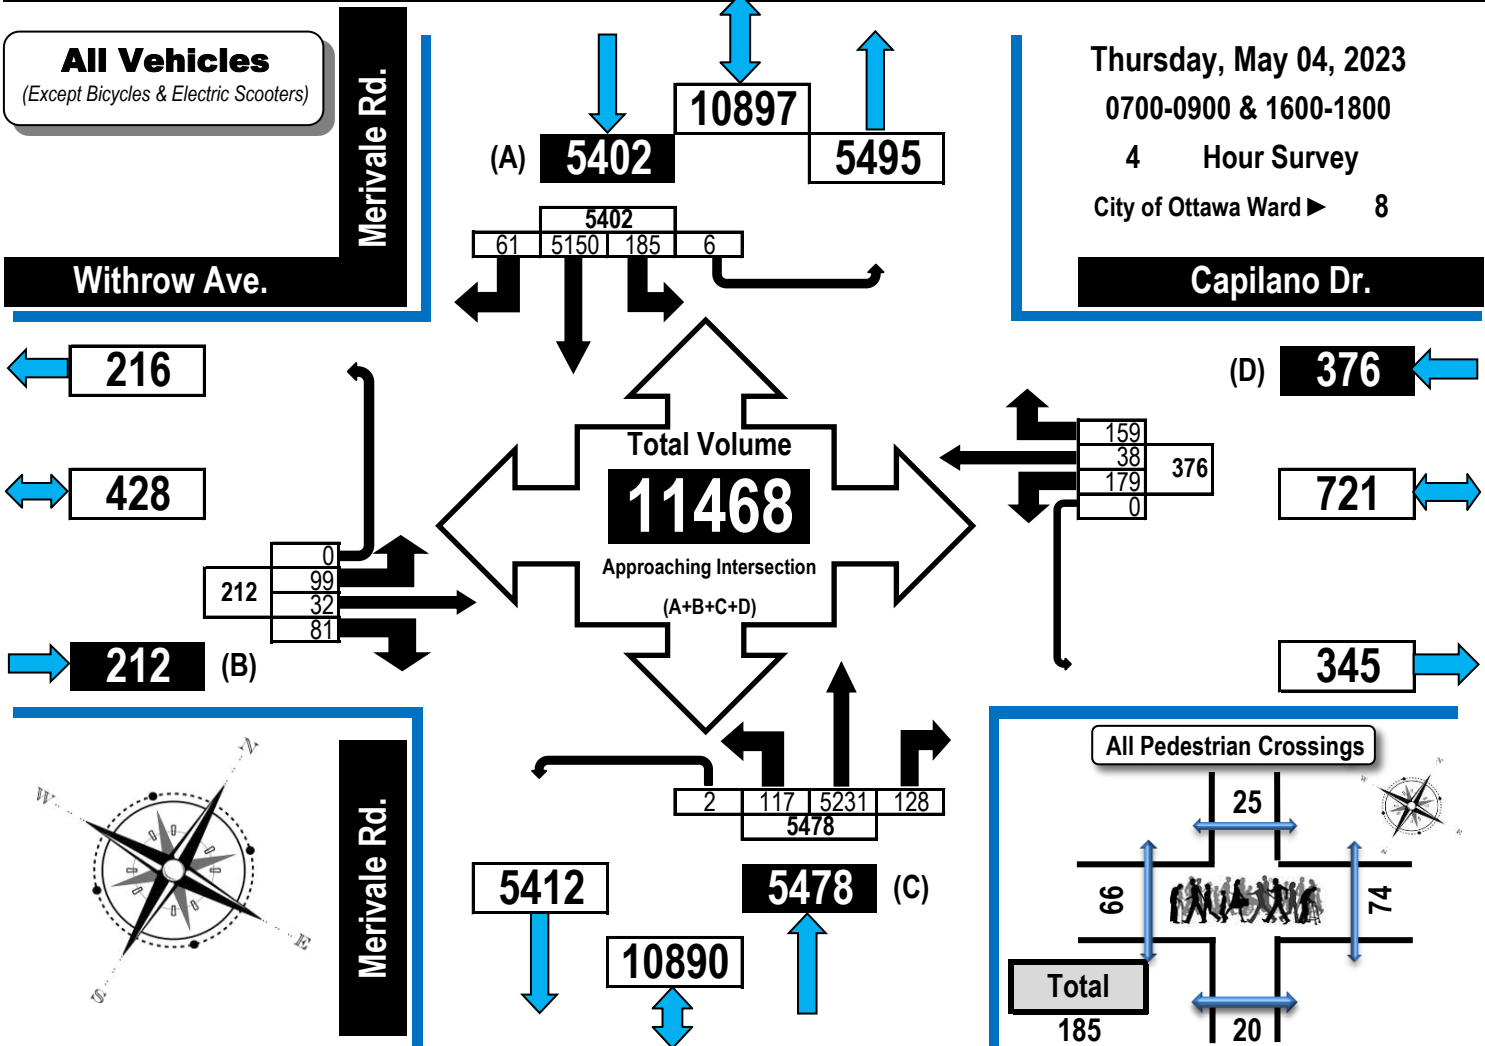 All Vehicles
(Except Bicycles & Electric Scooters)
Merivale Rd.
Withrow Ave.
10897
(A) 5402
5495
5402
61 5150 185 6
Thursday, May 04, 2023
0700-0900 & 1600-1800
4 Hour Survey
City of Ottawa Ward ► 8
Capilano Dr.
216
428
0
99
32
81
212
212 (B)
Total Volume
11468
Approaching Intersection
(A+B+C+D)
(D) 376
159
38
179
0
376
721
345
2 117 5231 128
5478
5412
5478 (C)
10890
Merivale Rd.
N
W
E
S
All Pedestrian Crossings
25
66
74
20
Total
185